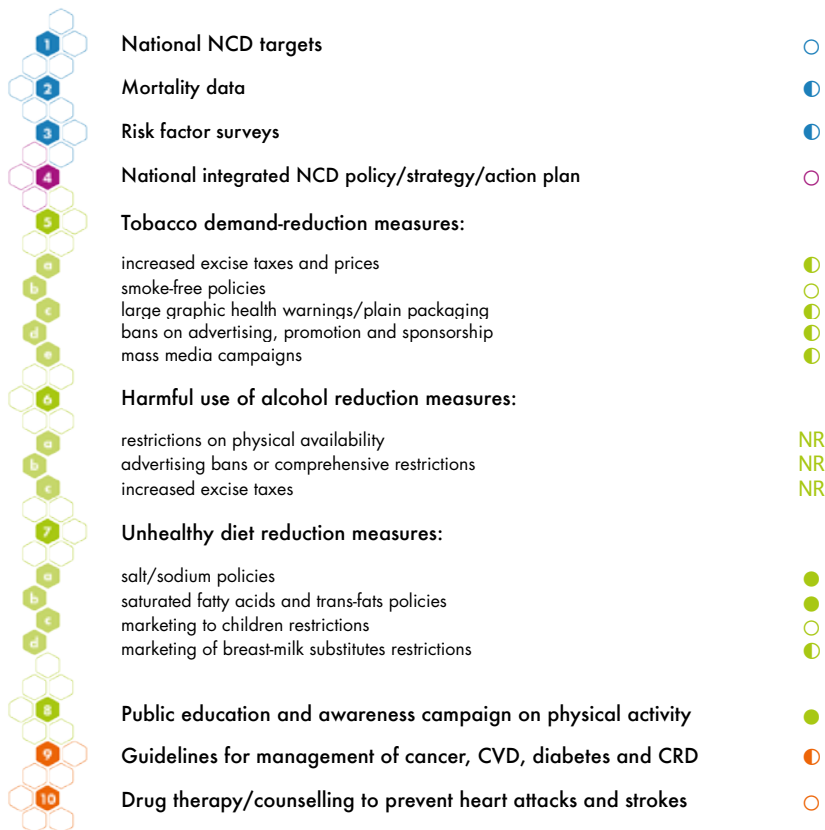 1 National NCD targets ○
2 Mortality data ◐
3 Risk factor surveys ◐
4 National integrated NCD policy/strategy/action plan ○
5 Tobacco demand-reduction measures:
a increased excise taxes and prices ◐
b smoke-free policies ○
c large graphic health warnings/plain packaging ◐
d bans on advertising, promotion and sponsorship ◐
e mass media campaigns ◐
6 Harmful use of alcohol reduction measures:
a restrictions on physical availability NR
b advertising bans or comprehensive restrictions NR
c increased excise taxes NR
7 Unhealthy diet reduction measures:
a salt/sodium policies ●
b saturated fatty acids and trans-fats policies ●
c marketing to children restrictions ○
d marketing of breast-milk substitutes restrictions ◐
8 Public education and awareness campaign on physical activity ●
9 Guidelines for management of cancer, CVD, diabetes and CRD ◐
10 Drug therapy/counselling to prevent heart attacks and strokes ○